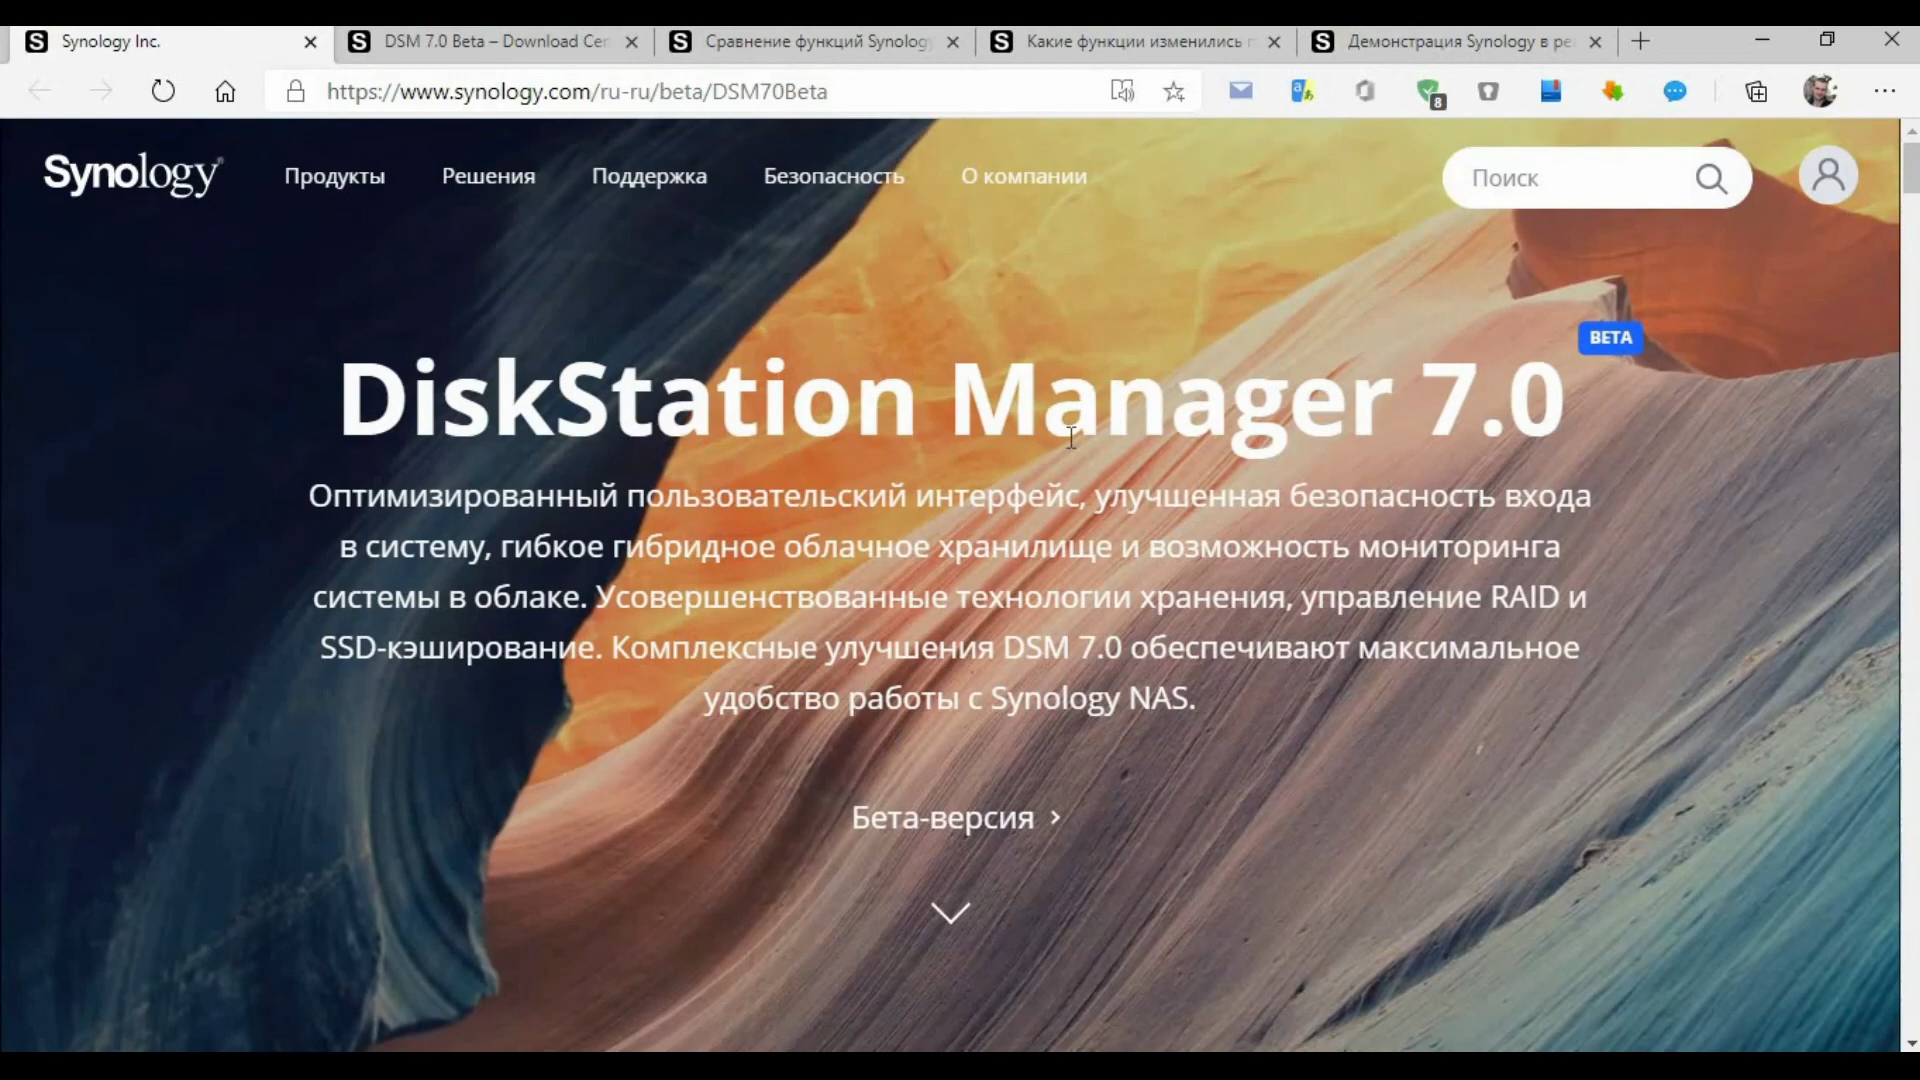 Synology Inc.
DSM 7.0 Beta – Download Cen
Сравнение функций Synolog
Какие функции изменились
Демонстрация Synology в ре
https://www.synology.com/ru-ru/beta/DSM70Beta
8
Synology
Продукты
Решения
Поддержка
Безопасность
О компании
Поиск
BETA
DiskStation Manager 7.0
Оптимизированный пользовательский интерфейс, улучшенная безопасность входа
в систему, гибкое гибридное облачное хранилище и возможность мониторинга
системы в облаке. Усовершенствованные технологии хранения, управление RAID и
SSD-кэширование. Комплексные улучшения DSM 7.0 обеспечивают максимальное
удобство работы с Synology NAS.
Бета-версия